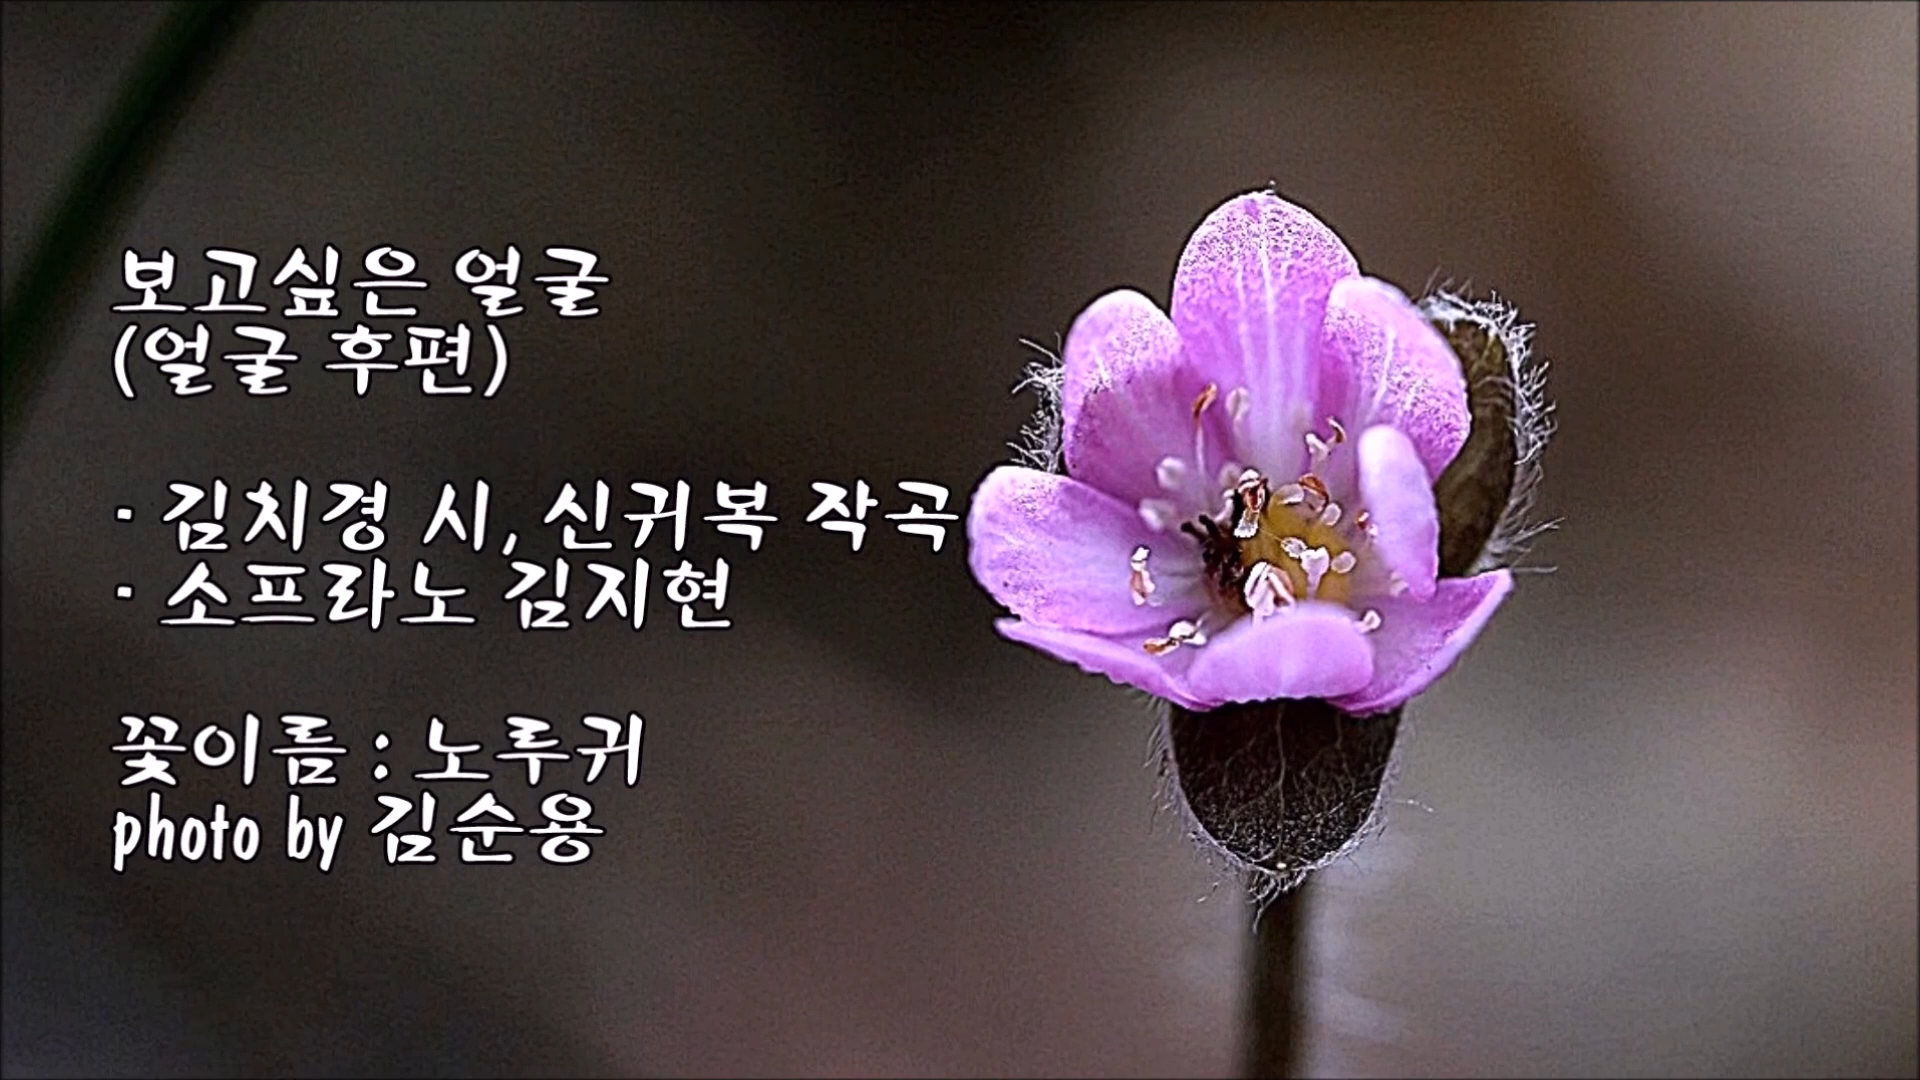 보고싶은 얼굴
(얼굴 후편)
· 김치경 시, 신귀복 작곡
· 소프라노 김지현
꽃이름 : 노루귀
photo by 김순용